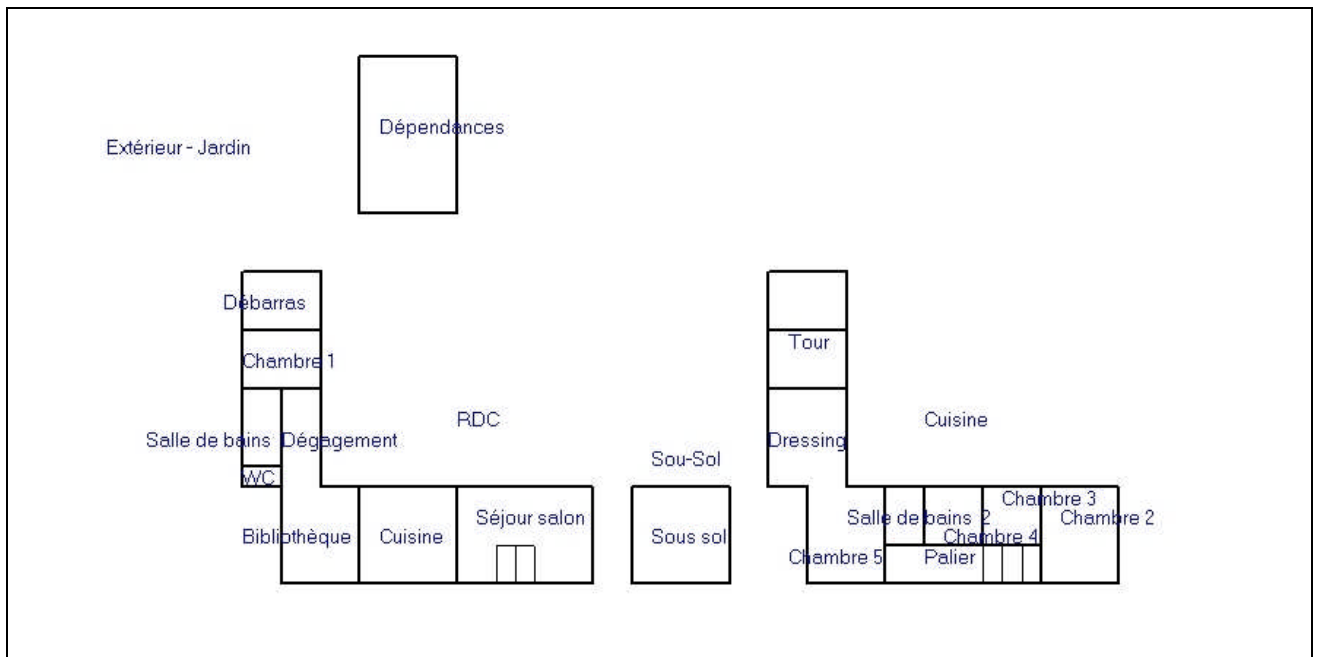 Dépendances
Extérieur - Jardin
Débarras
Chambre 1
Salle de bains
Dégagement
WC
RDC
Bibliothèque
Cuisine
Séjour salon
Sou-Sol
Sous sol
Tour
Dressing
Cuisine
Chambre 3
Salle de bains 2
Chambre 2
Chambre 4
Chambre 5
Palier